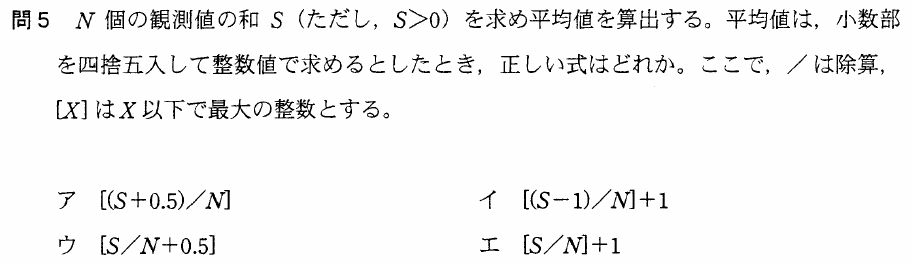 問5 N 個の観測値の和 S（ただし，S＞0）を求め平均値を算出する。平均値は，小数部
を四捨五入して整数値で求めるとしたとき，正しい式はどれか。ここで，／は除算，
[X] は X 以下で最大の整数とする。
ア [(S＋0.5)／N]
イ [(S－1)／N]＋1
ウ [S／N＋0.5]
エ [S／N]＋1